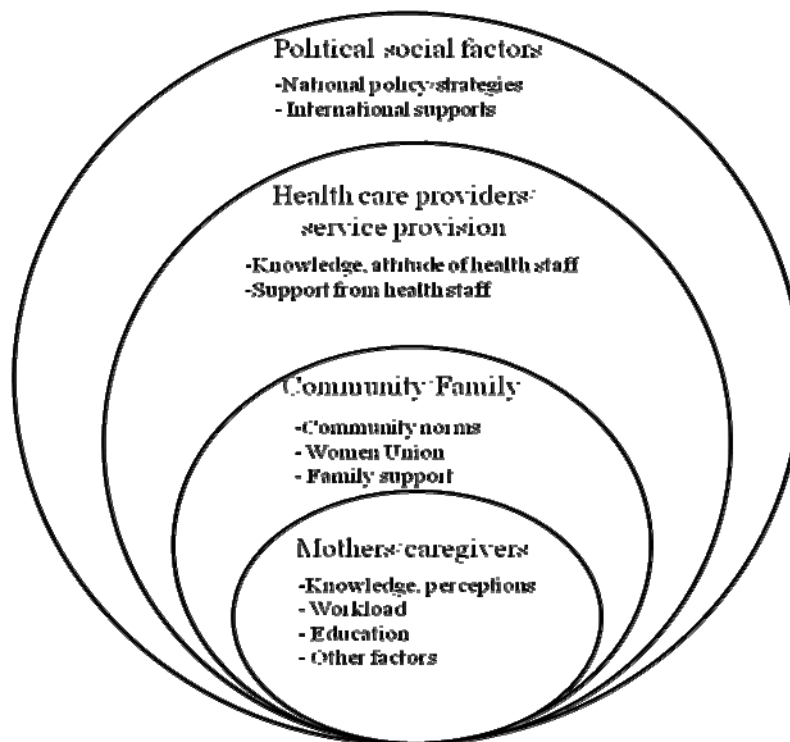 Political social factors
-National policy/strategies
- International supports
Health care providers/
service provision
-Knowledge, attitude of health staff
-Support from health staff
Community/Family
-Community norms
- Women Union
- Family support
Mothers/caregivers
-Knowledge, perceptions
- Workload
- Education
- Other factors